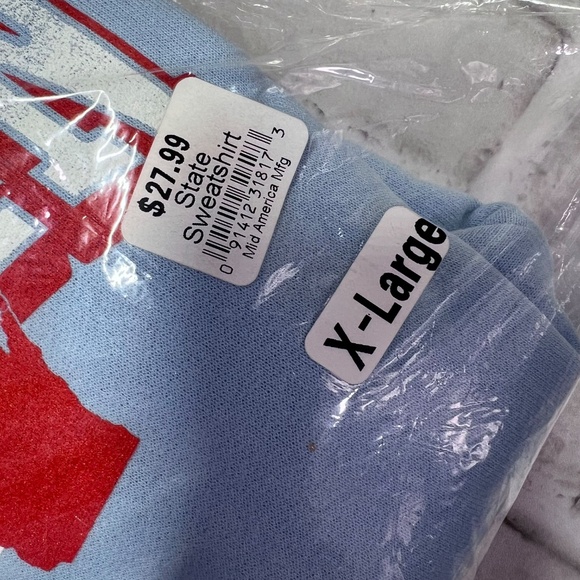 $27.99
State
Sweatshirt
0 91412 31817 3
Mid America Mfg
X-Large